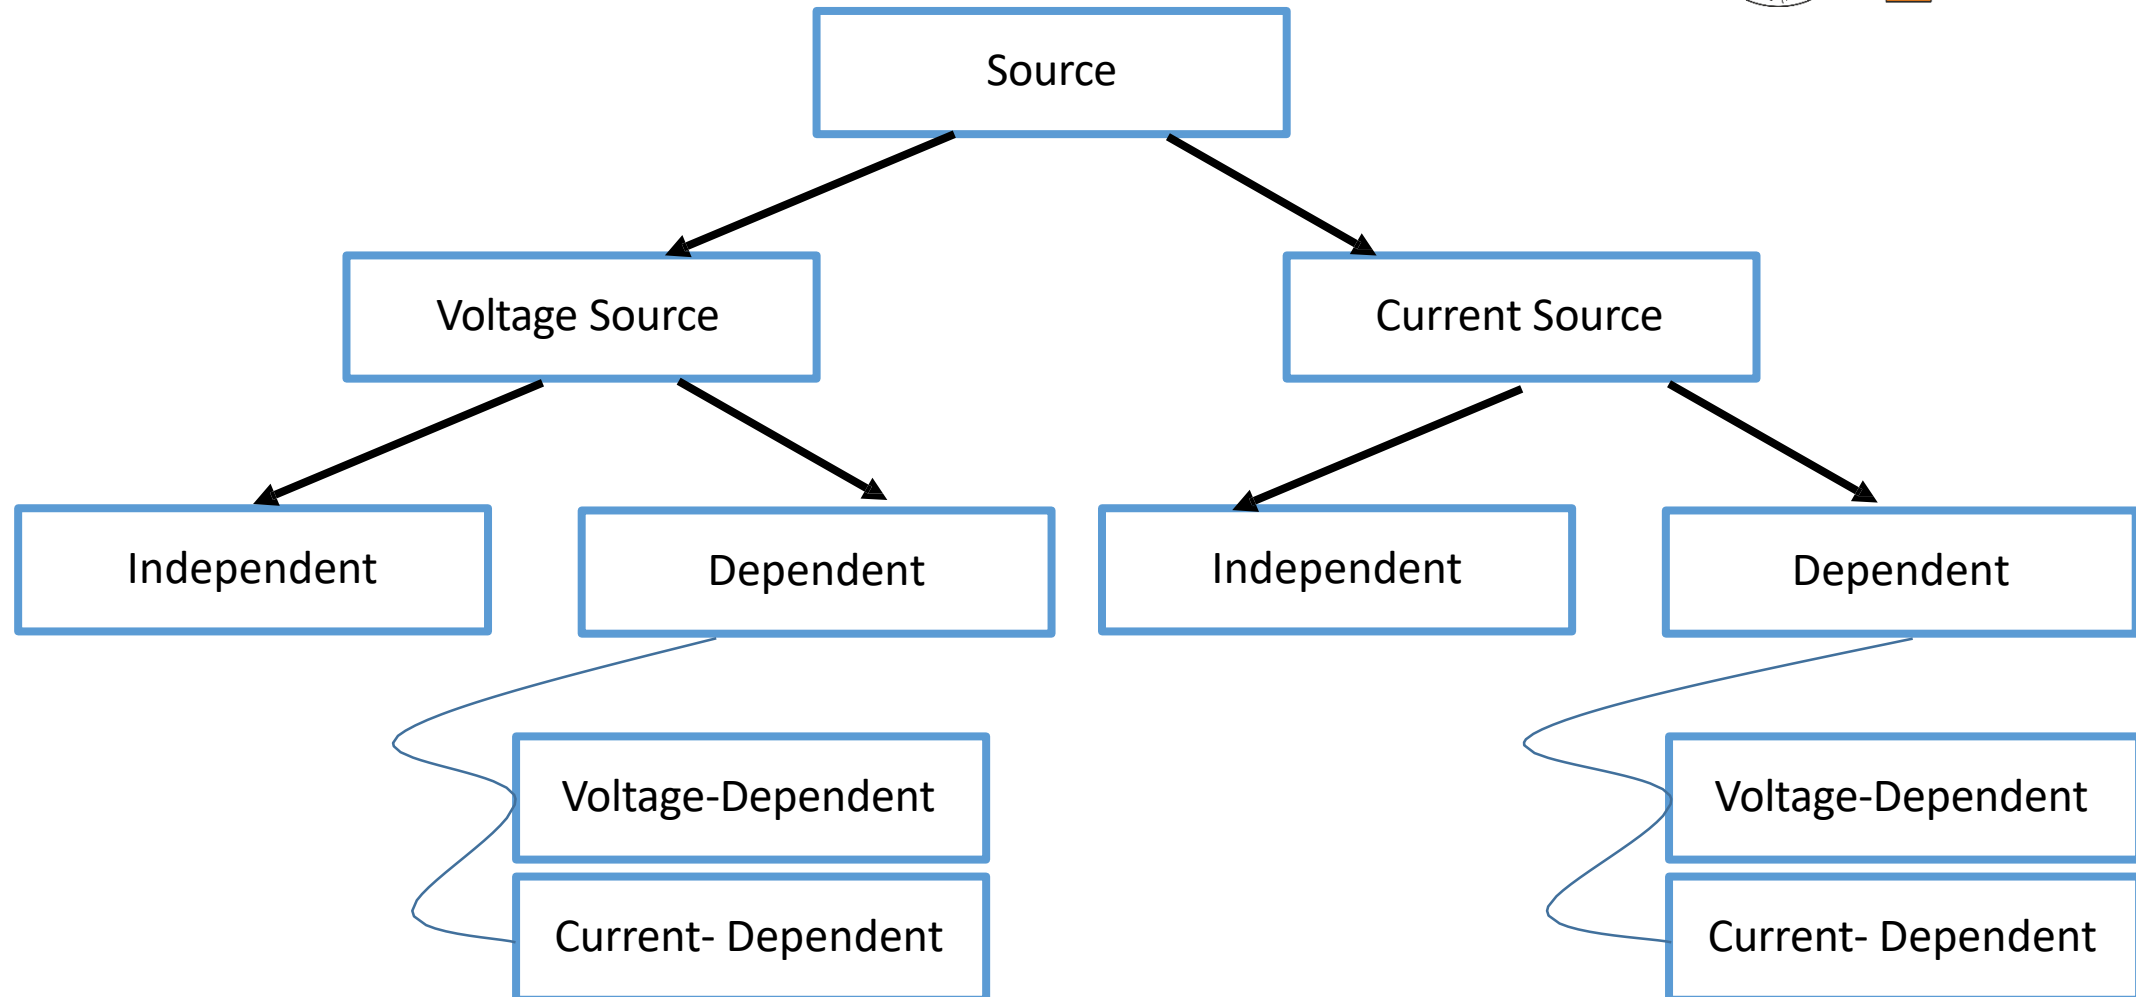 Source
Voltage Source
Current Source
Independent
Dependent
Independent
Dependent
Voltage-Dependent
Voltage-Dependent
Current- Dependent
Current- Dependent